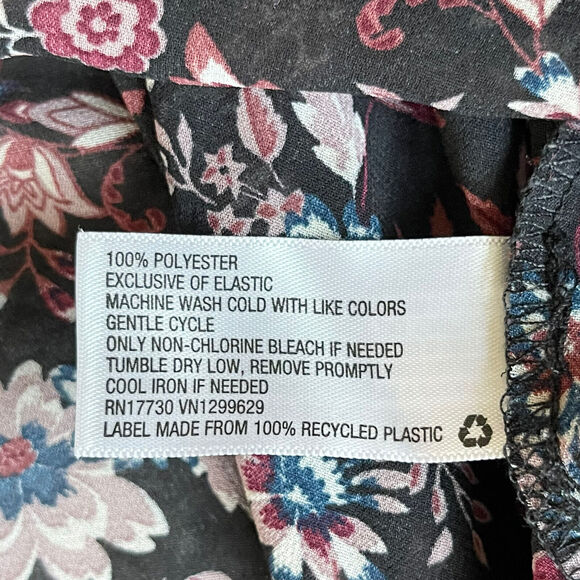 100% POLYESTER
EXCLUSIVE OF ELASTIC
MACHINE WASH COLD WITH LIKE COLORS
GENTLE CYCLE
ONLY NON-CHLORINE BLEACH IF NEEDED
TUMBLE DRY LOW, REMOVE PROMPTLY
COOL IRON IF NEEDED
RN17730 VN1299629
LABEL MADE FROM 100% RECYCLED PLASTIC